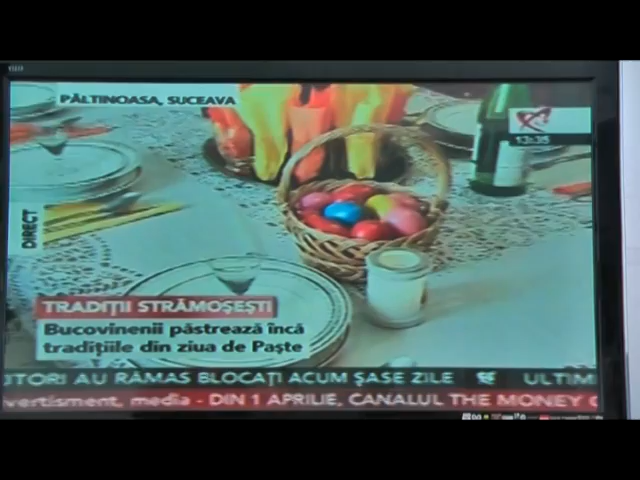 PĂLTINOASA, SUCEAVA
13:35
DIRECT
TRADIȚII STRĂMOȘEȘTI
Bucovinenii păstrează încă
tradițiile din ziua de Paște
OTORI AU RĂMAS BLOCAȚI ACUM ȘASE ZILE ULTIM
vertisment, media - DIN 1 APRILIE, CANALUL THE MONEY C